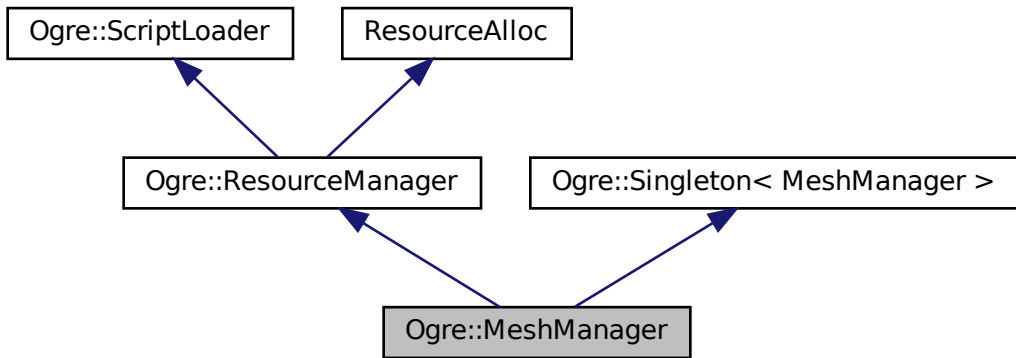 Ogre::ScriptLoader
ResourceAlloc
Ogre::ResourceManager
Ogre::Singleton< MeshManager >
Ogre::MeshManager